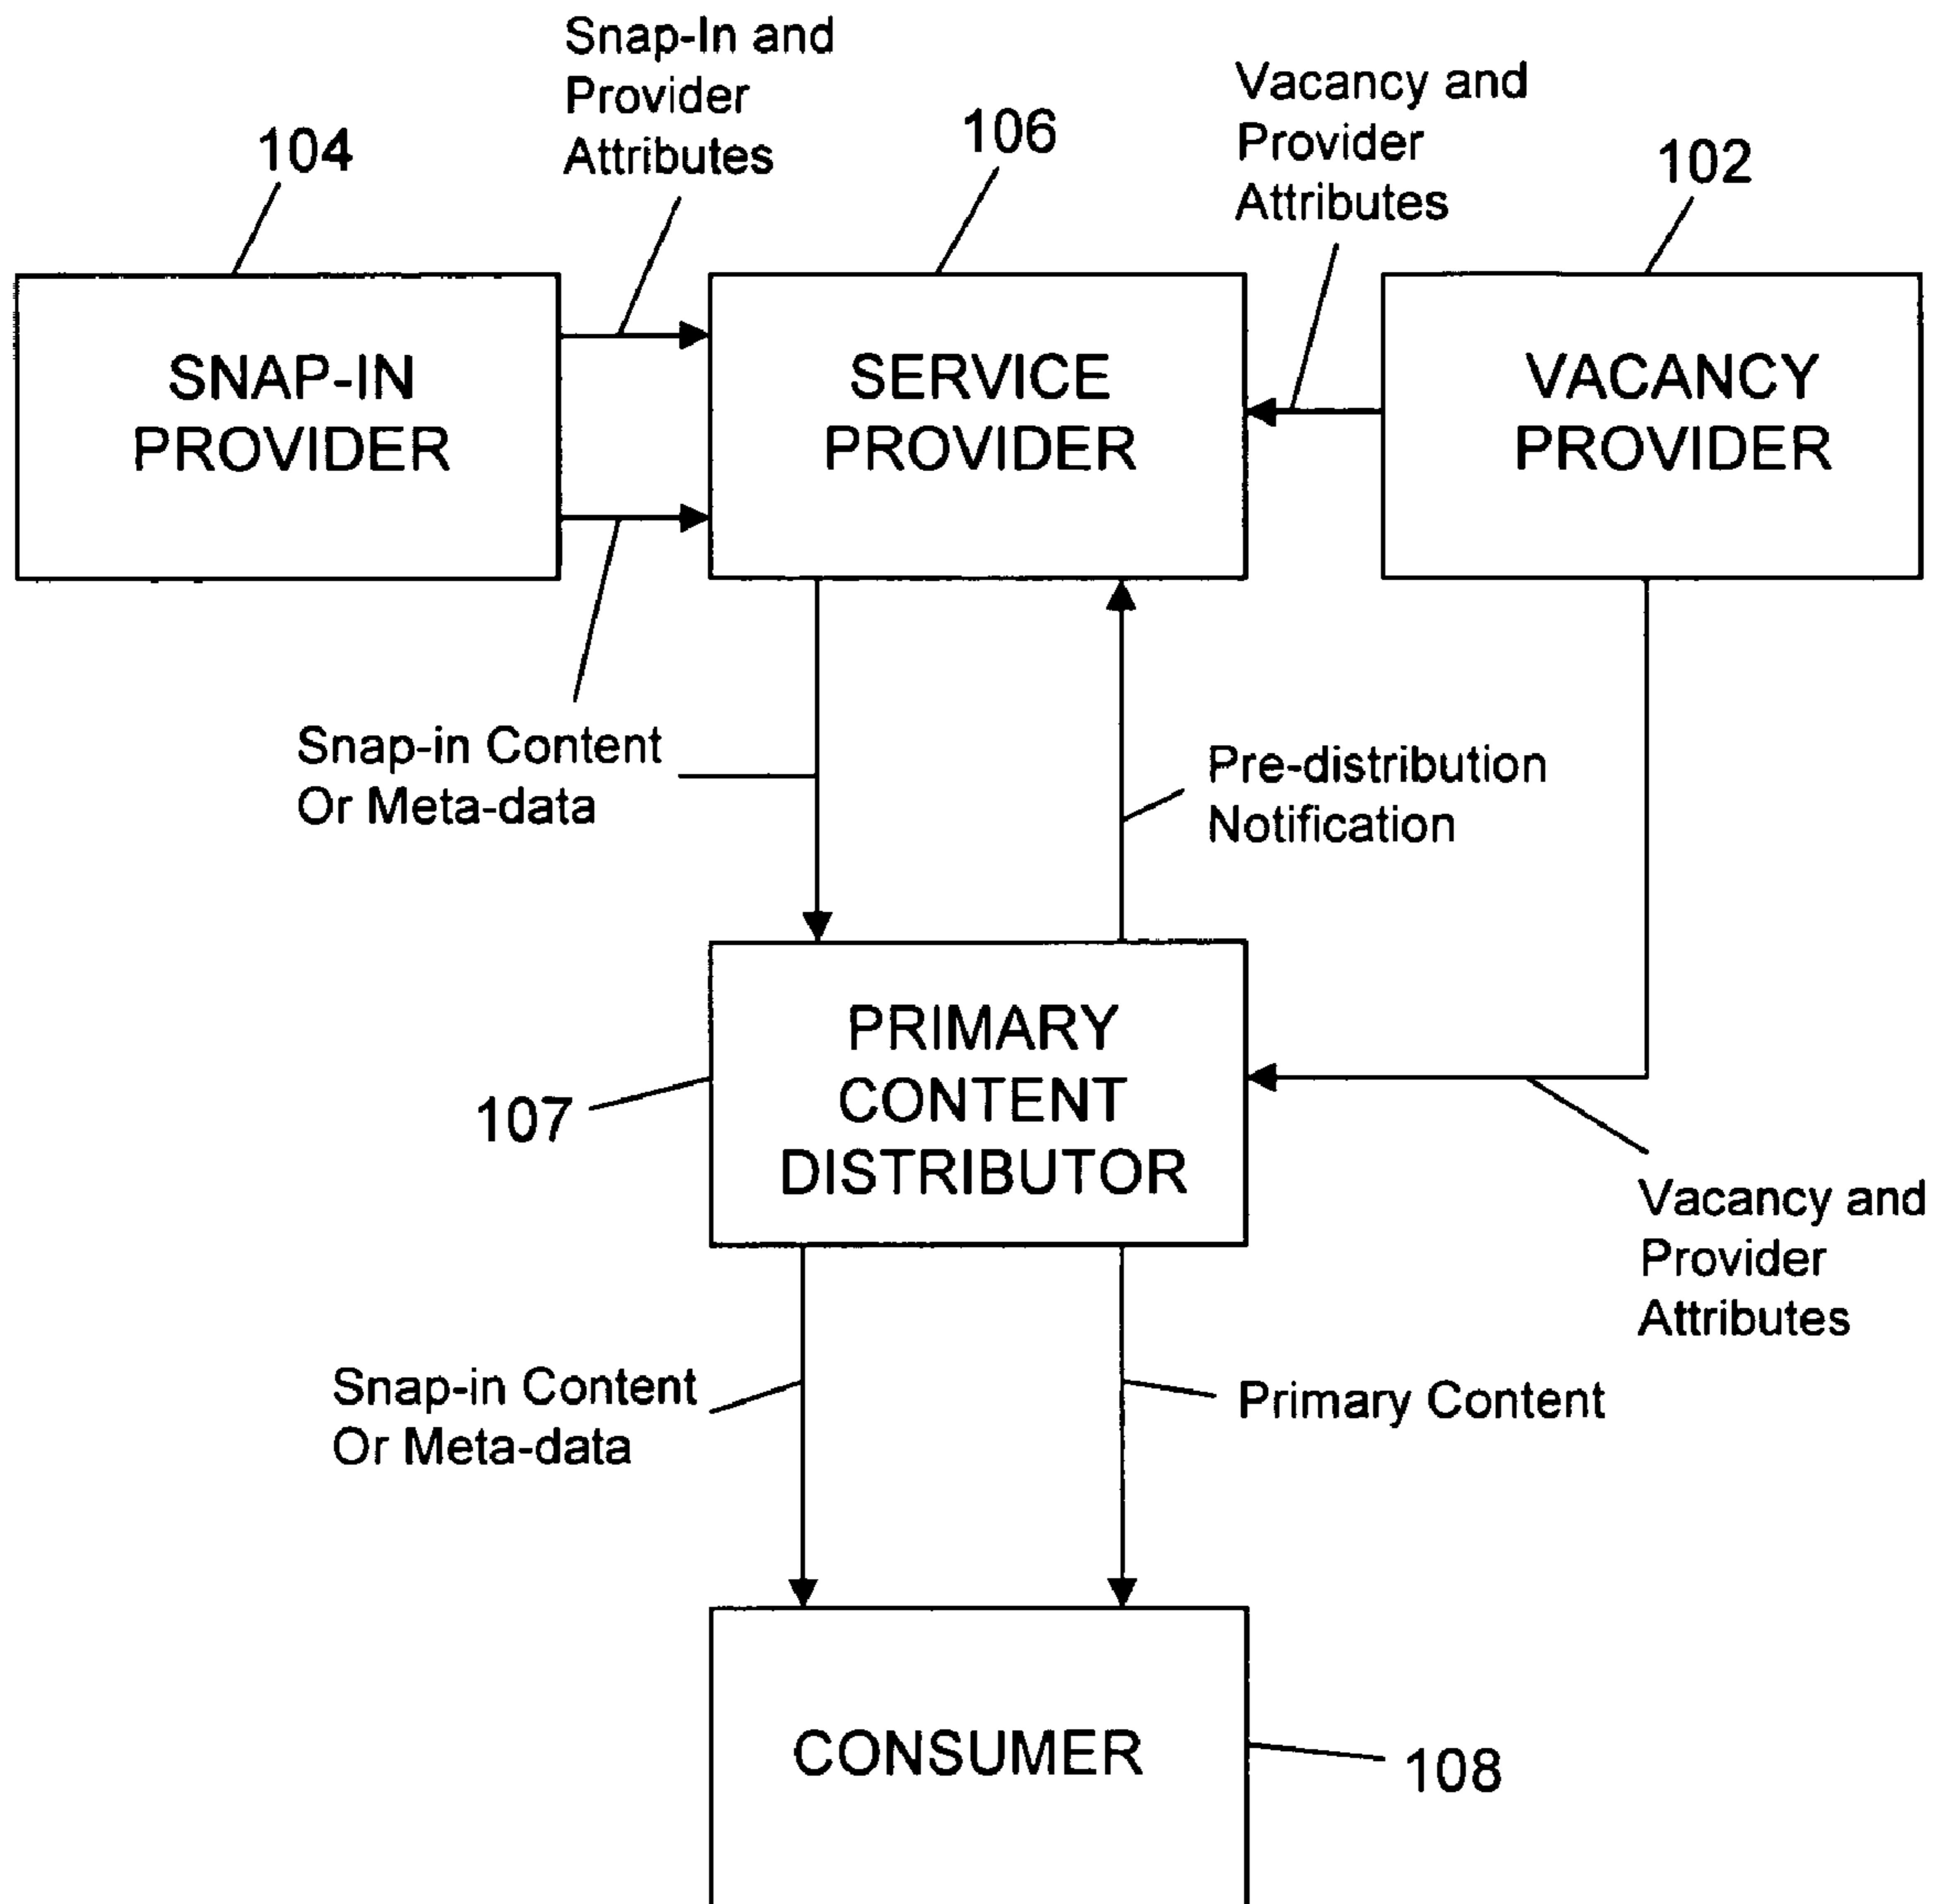 Snap-In and
Provider
Attributes
Vacancy and
Provider
Attributes
104
106
102
SNAP-IN
PROVIDER
SERVICE
PROVIDER
VACANCY
PROVIDER
Snap-in Content
Or Meta-data
Pre-distribution
Notification
PRIMARY
CONTENT
DISTRIBUTOR
107
Vacancy and
Provider
Attributes
Snap-in Content
Or Meta-data
Primary Content
CONSUMER
108